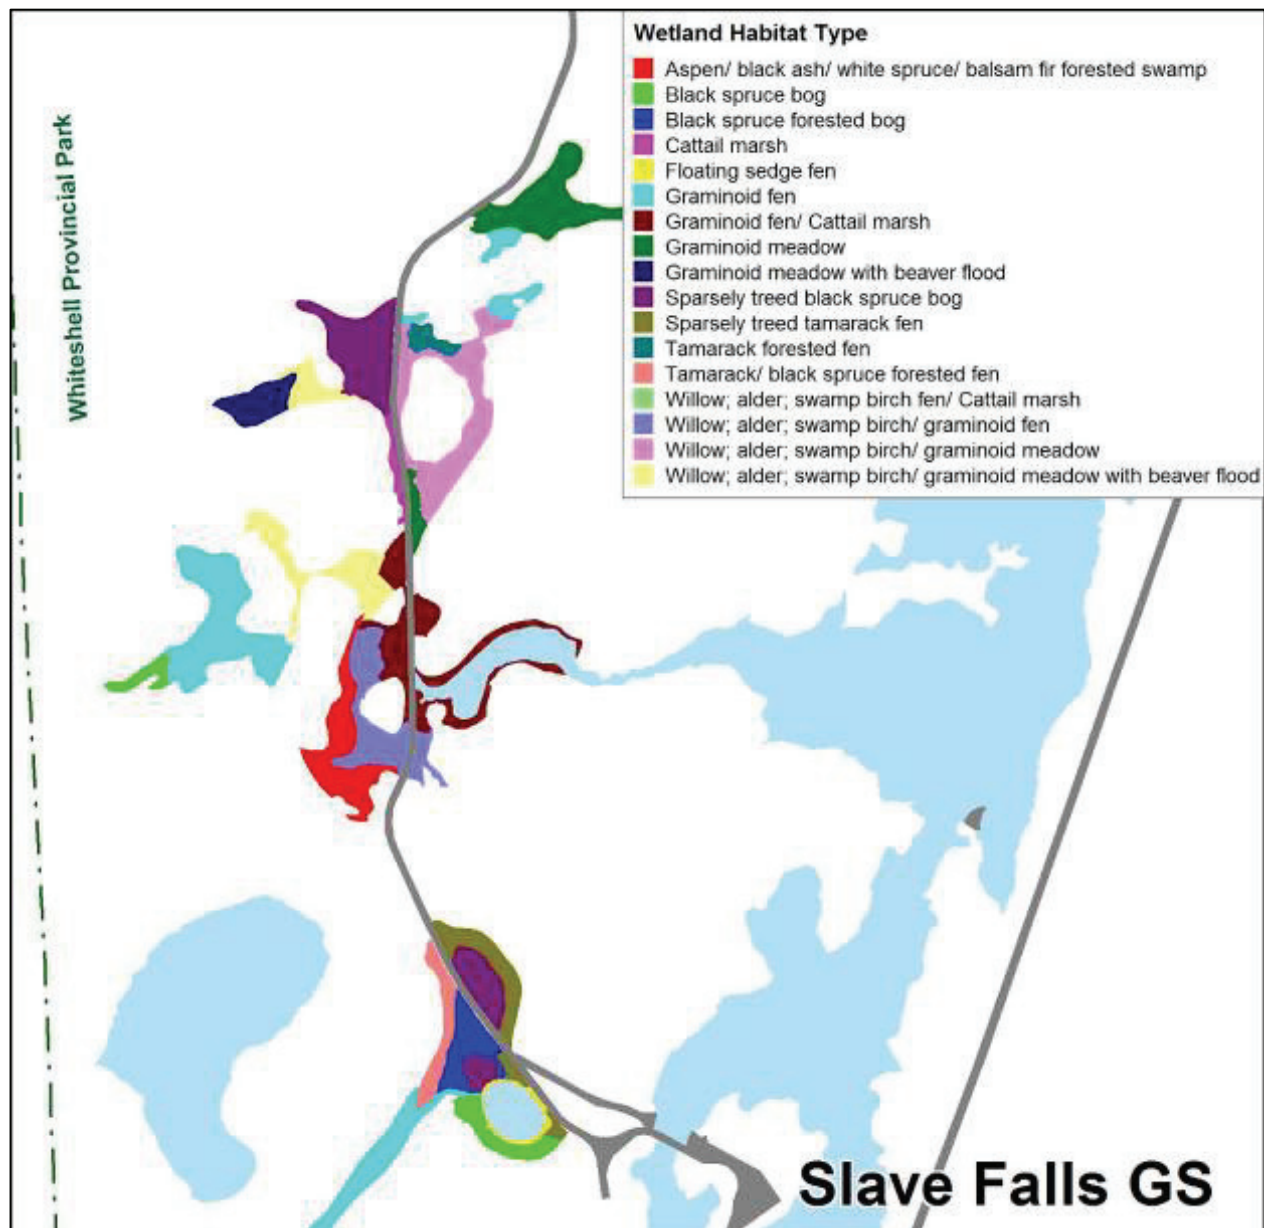 Wetland Habitat Type
Aspen/ black ash/ white spruce/ balsam fir forested swamp
Black spruce bog
Black spruce forested bog
Cattail marsh
Floating sedge fen
Graminoid fen
Graminoid fen/ Cattail marsh
Graminoid meadow
Graminoid meadow with beaver flood
Sparsely treed black spruce bog
Sparsely treed tamarack fen
Tamarack forested fen
Tamarack/ black spruce forested fen
Willow; alder; swamp birch fen/ Cattail marsh
Willow; alder; swamp birch/ graminoid fen
Willow; alder; swamp birch/ graminoid meadow
Willow; alder; swamp birch/ graminoid meadow with beaver flood
Whiteshell Provincial Park
Slave Falls GS